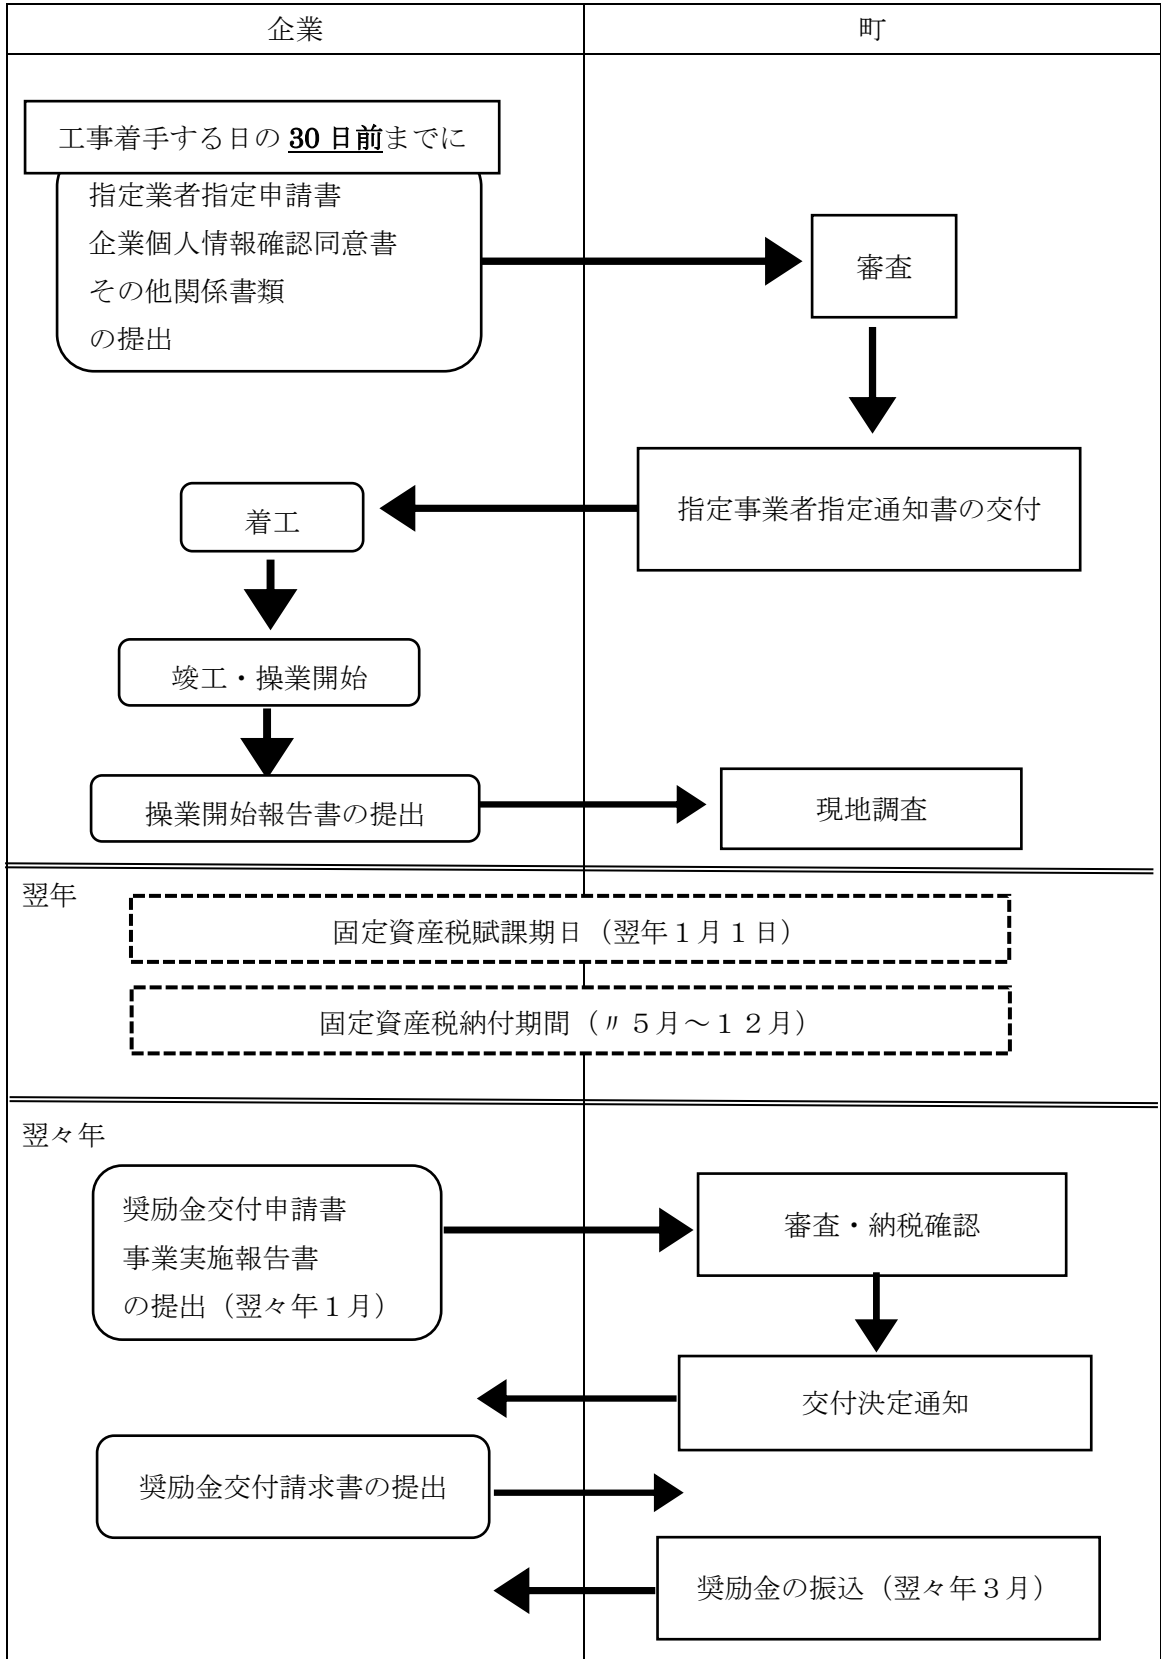 企業
町
工事着手する日の 30 日前までに
指定業者指定申請書
企業個人情報確認同意書
その他関係書類
の提出
審査
指定事業者指定通知書の交付
着工
竣工・操業開始
操業開始報告書の提出
現地調査
翌年
固定資産税賦課期日（翌年１月１日）
固定資産税納付期間（〃５月～１２月）
翌々年
奨励金交付申請書
事業実施報告書
の提出（翌々年１月）
審査・納税確認
交付決定通知
奨励金交付請求書の提出
奨励金の振込（翌々年３月）